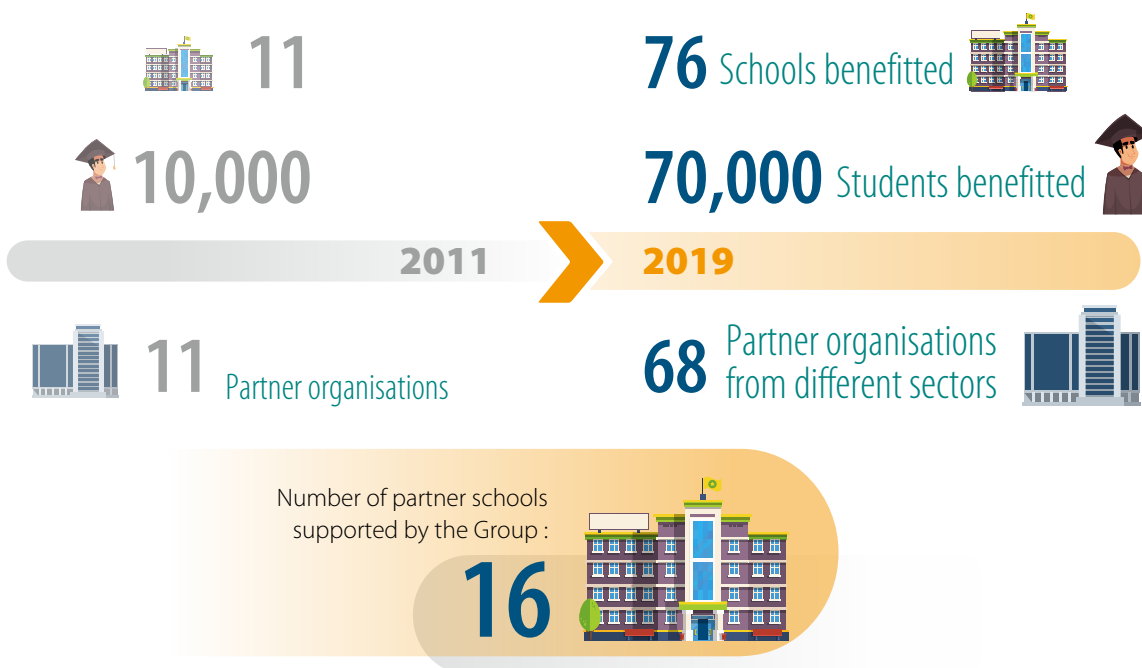 11
76 Schools benefitted
10,000
70,000 Students benefitted
2011
2019
11 Partner organisations
68 Partner organisations
from different sectors
Number of partner schools
supported by the Group :
16